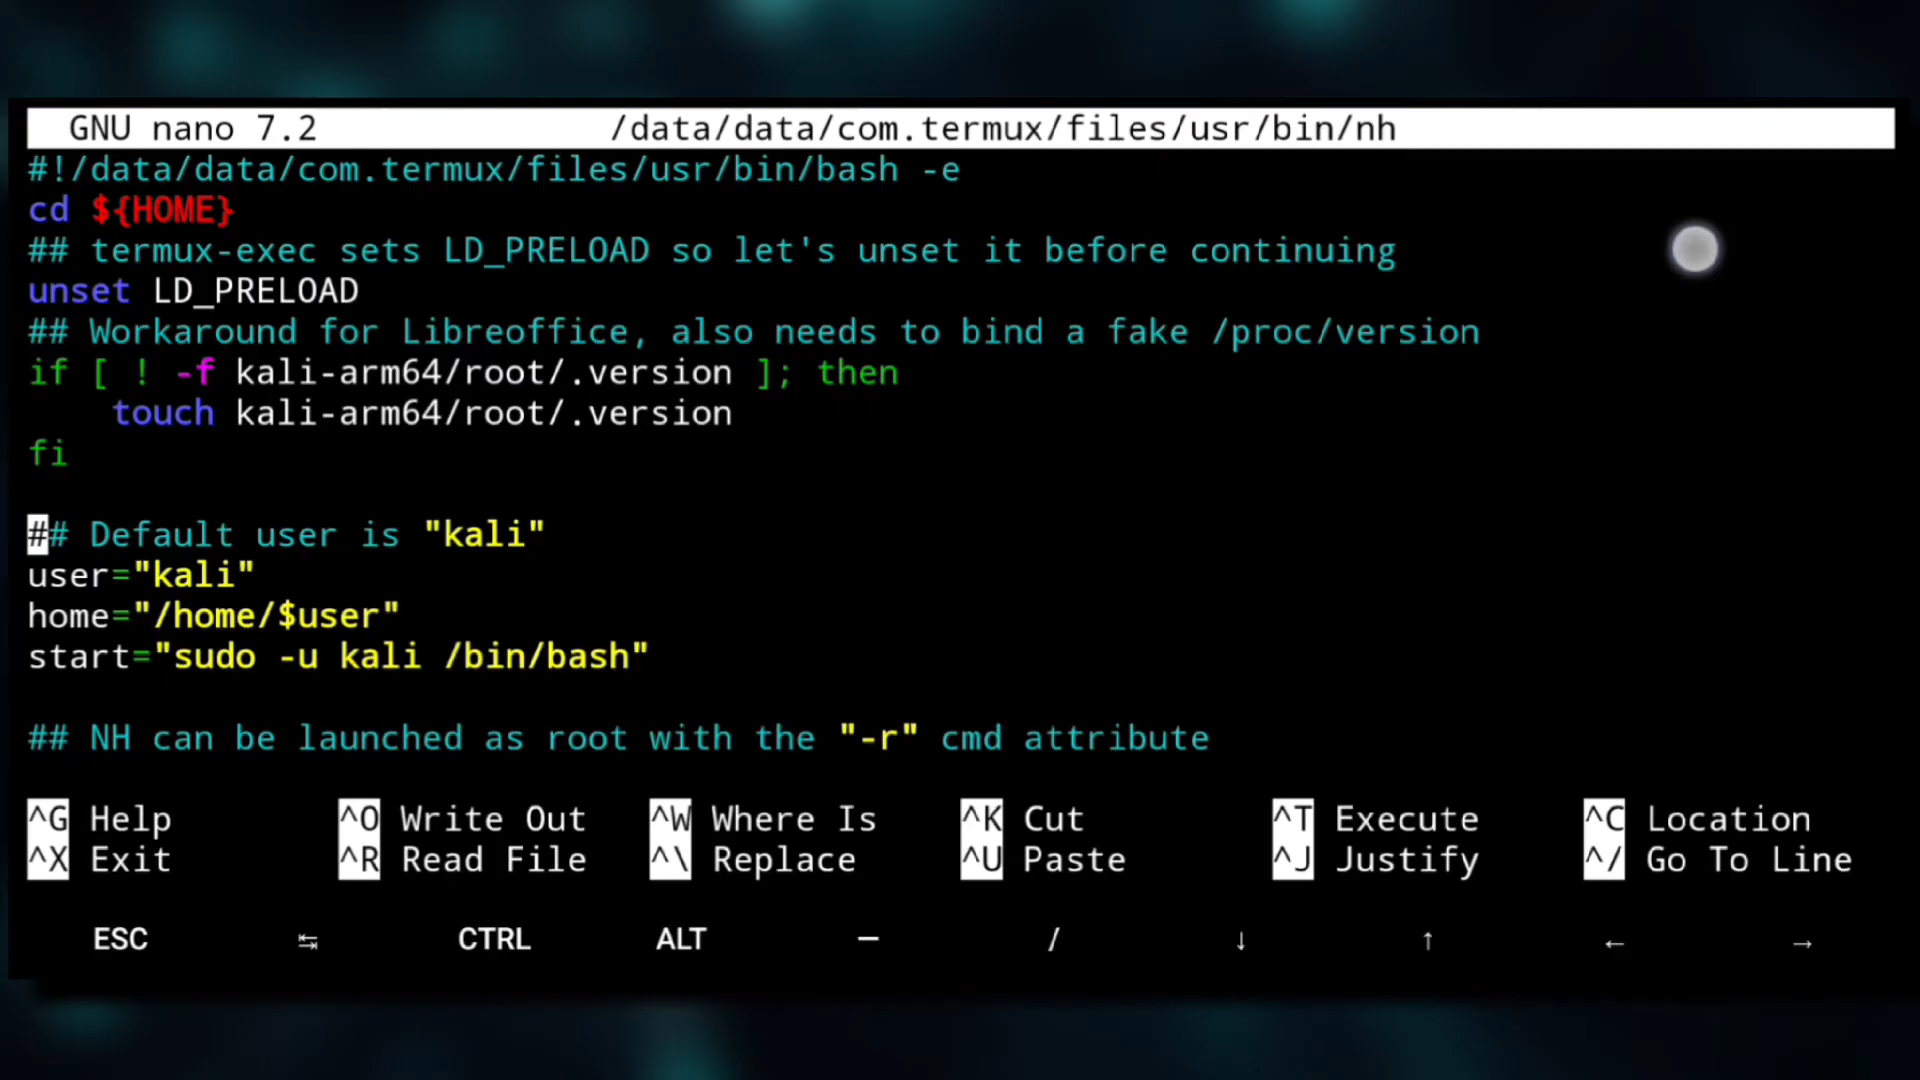 GNU nano 7.2 /data/data/com.termux/files/usr/bin/nh
#!/data/data/com.termux/files/usr/bin/bash -e
cd ${HOME}
## termux-exec sets LD_PRELOAD so let's unset it before continuing
unset LD_PRELOAD
## Workaround for Libreoffice, also needs to bind a fake /proc/version
if [ ! -f kali-arm64/root/.version ]; then
    touch kali-arm64/root/.version
fi
## Default user is "kali"
user="kali"
home="/home/$user"
start="sudo -u kali /bin/bash"
## NH can be launched as root with the "-r" cmd attribute
^G Help ^O Write Out ^W Where Is ^K Cut ^T Execute ^C Location
^X Exit ^R Read File ^\ Replace ^U Paste ^J Justify ^/ Go To Line
ESC ↹ CTRL ALT — / ↓ ↑ ← →